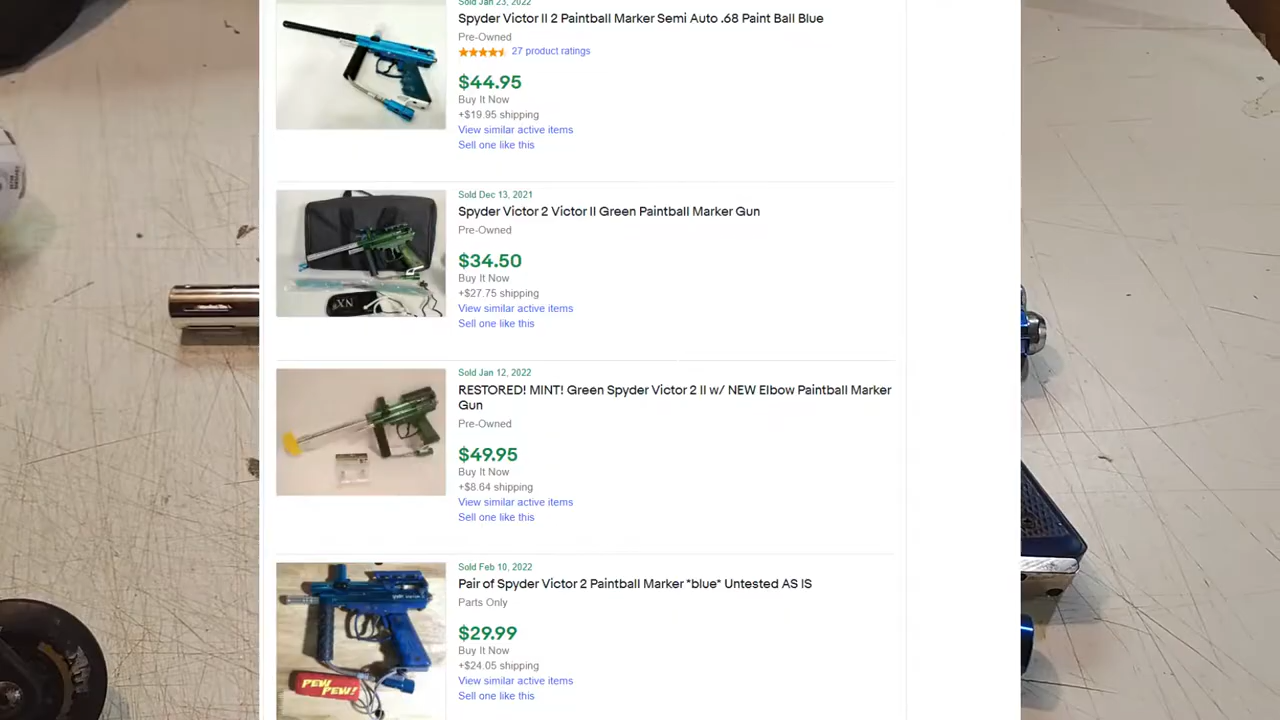 Sold Jan 23, 2022
Spyder Victor II 2 Paintball Marker Semi Auto .68 Paint Ball Blue
Pre-Owned
27 product ratings
$44.95
Buy It Now
+$19.95 shipping
View similar active items
Sell one like this
Sold Dec 13, 2021
Spyder Victor 2 Victor II Green Paintball Marker Gun
Pre-Owned
$34.50
Buy It Now
+$27.75 shipping
View similar active items
Sell one like this
XN
Sold Jan 12, 2022
RESTORED! MINT! Green Spyder Victor 2 II w/ NEW Elbow Paintball Marker
Gun
Pre-Owned
$49.95
Buy It Now
+$8.64 shipping
View similar active items
Sell one like this
Sold Feb 10, 2022
Pair of Spyder Victor 2 Paintball Marker *blue* Untested AS IS
Parts Only
$29.99
Buy It Now
+$24.05 shipping
View similar active items
Sell one like this
PEW
PEW!